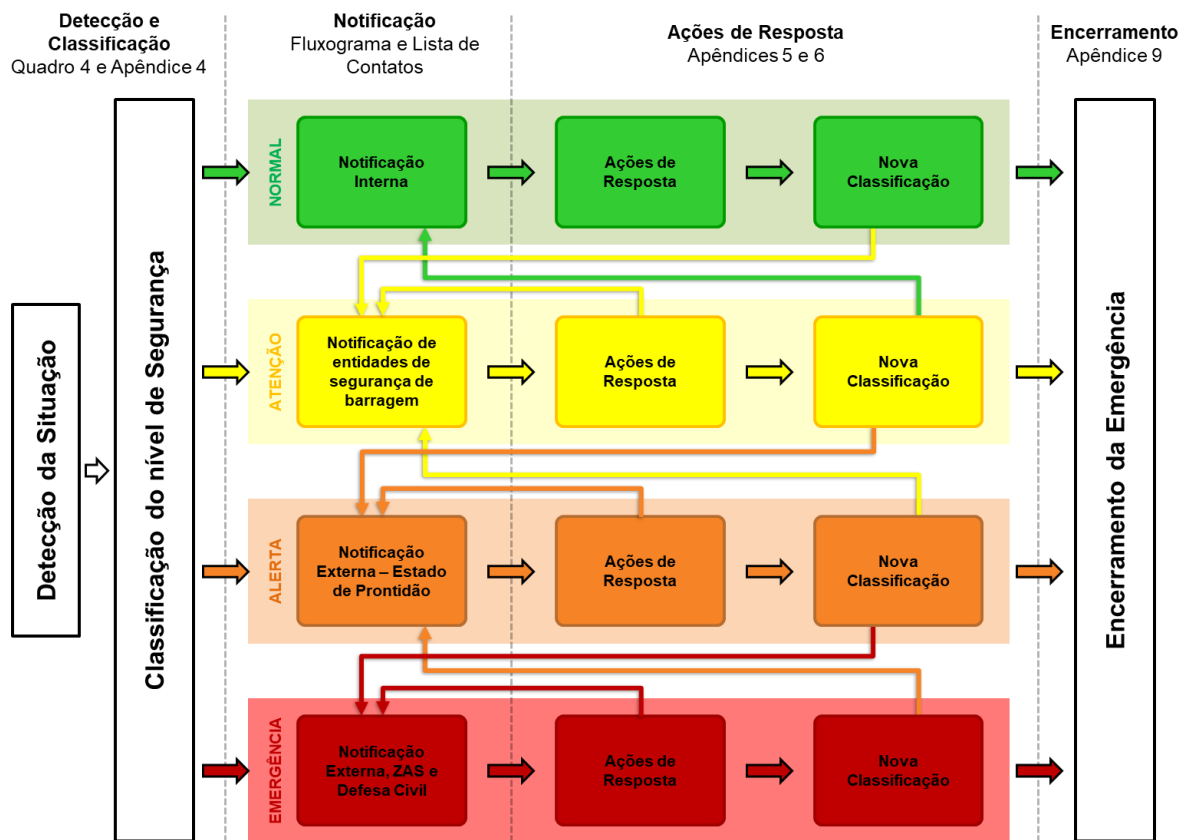 Detecção e
Classificação
Quadro 4 e Apêndice 4
Notificação
Fluxograma e Lista de
Contatos
Ações de Resposta
Apêndices 5 e 6
Encerramento
Apêndice 9
Detecção da Situação
Classificação do nível de Segurança
NORMAL
Notificação
Interna
Ações de
Resposta
Nova
Classificação
ATENÇÃO
Notificação de
entidades de
segurança de
barragem
Ações de
Resposta
Nova
Classificação
ALERTA
Notificação
Externa – Estado
de Prontidão
Ações de
Resposta
Nova
Classificação
EMERGÊNCIA
Notificação
Externa, ZAS e
Defesa Civil
Ações de
Resposta
Nova
Classificação
Encerramento da Emergência